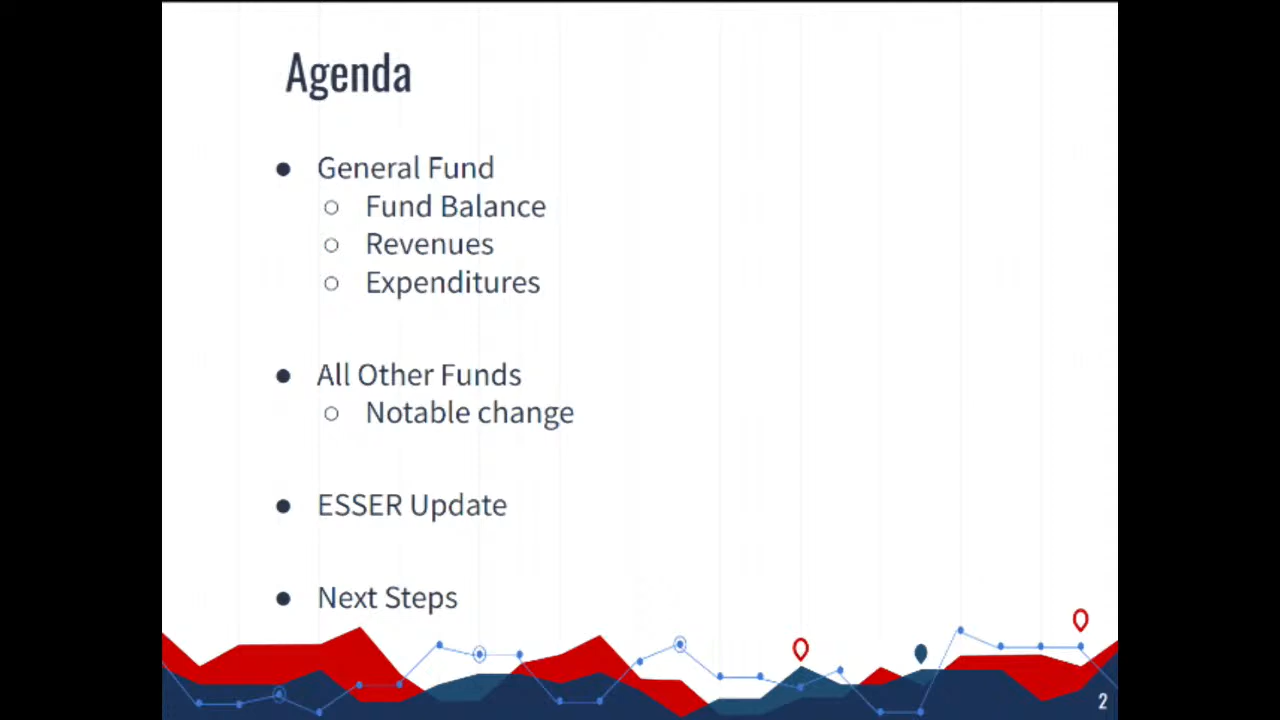 Agenda
● General Fund
○ Fund Balance
○ Revenues
○ Expenditures
● All Other Funds
○ Notable change
● ESSER Update
● Next Steps
2